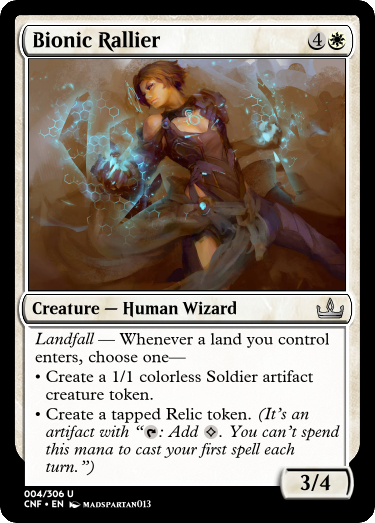 Bionic Rallier 4
Creature — Human Wizard
Landfall — Whenever a land you control
enters, choose one—
• Create a 1/1 colorless Soldier artifact
creature token.
• Create a tapped Relic token. (It's an
artifact with “: Add . You can't spend
this mana to cast your first spell each
turn.”)
3/4
004/306 U
CNF • EN MADSPARTAN013